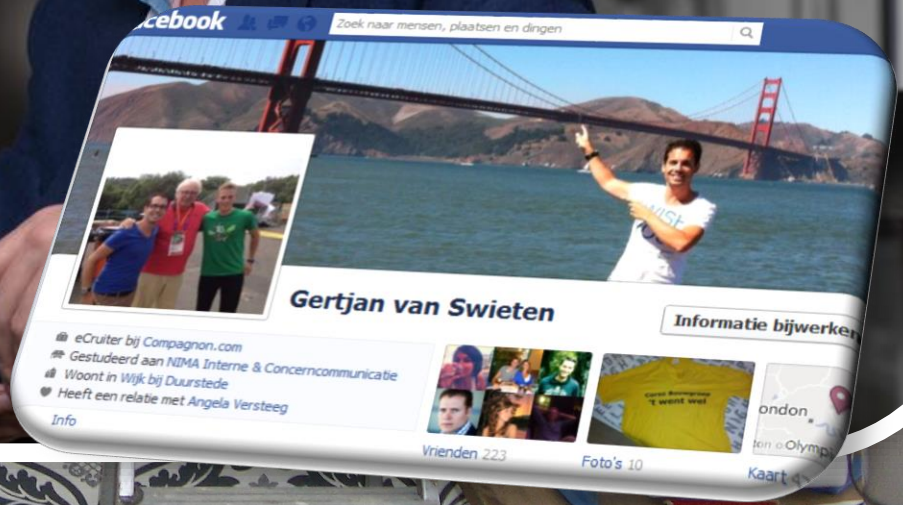 cebook
Zoek naar mensen, plaatsen en dingen
Gertjan van Swieten
Informatie bijwerken
eCruiter bij Compagnon.com
Gestudeerd aan NIMA Interne & Concerncommunicatie
Woont in Wijk bij Duurstede
Heeft een relatie met Angela Versteeg
Info
't went wel
ondon
Olymp
Vrienden 223
Foto's 10
Kaart